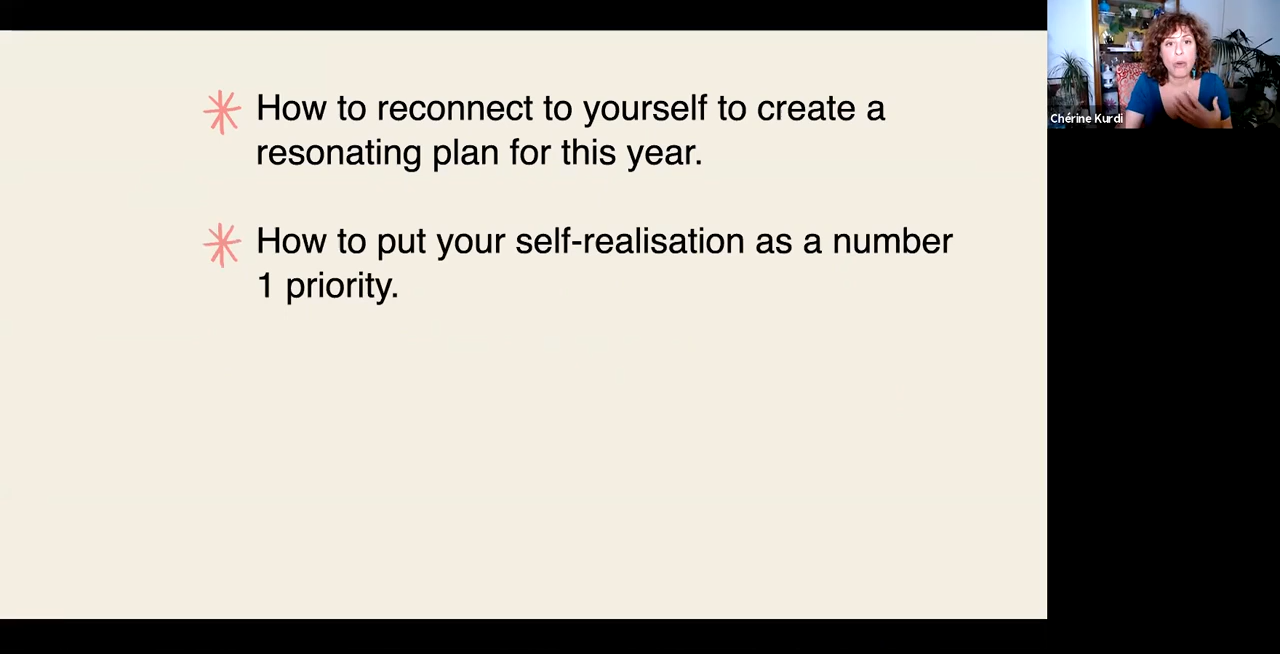 How to reconnect to yourself to create a
resonating plan for this year.
How to put your self-realisation as a number
1 priority.
Chérine Kurdi